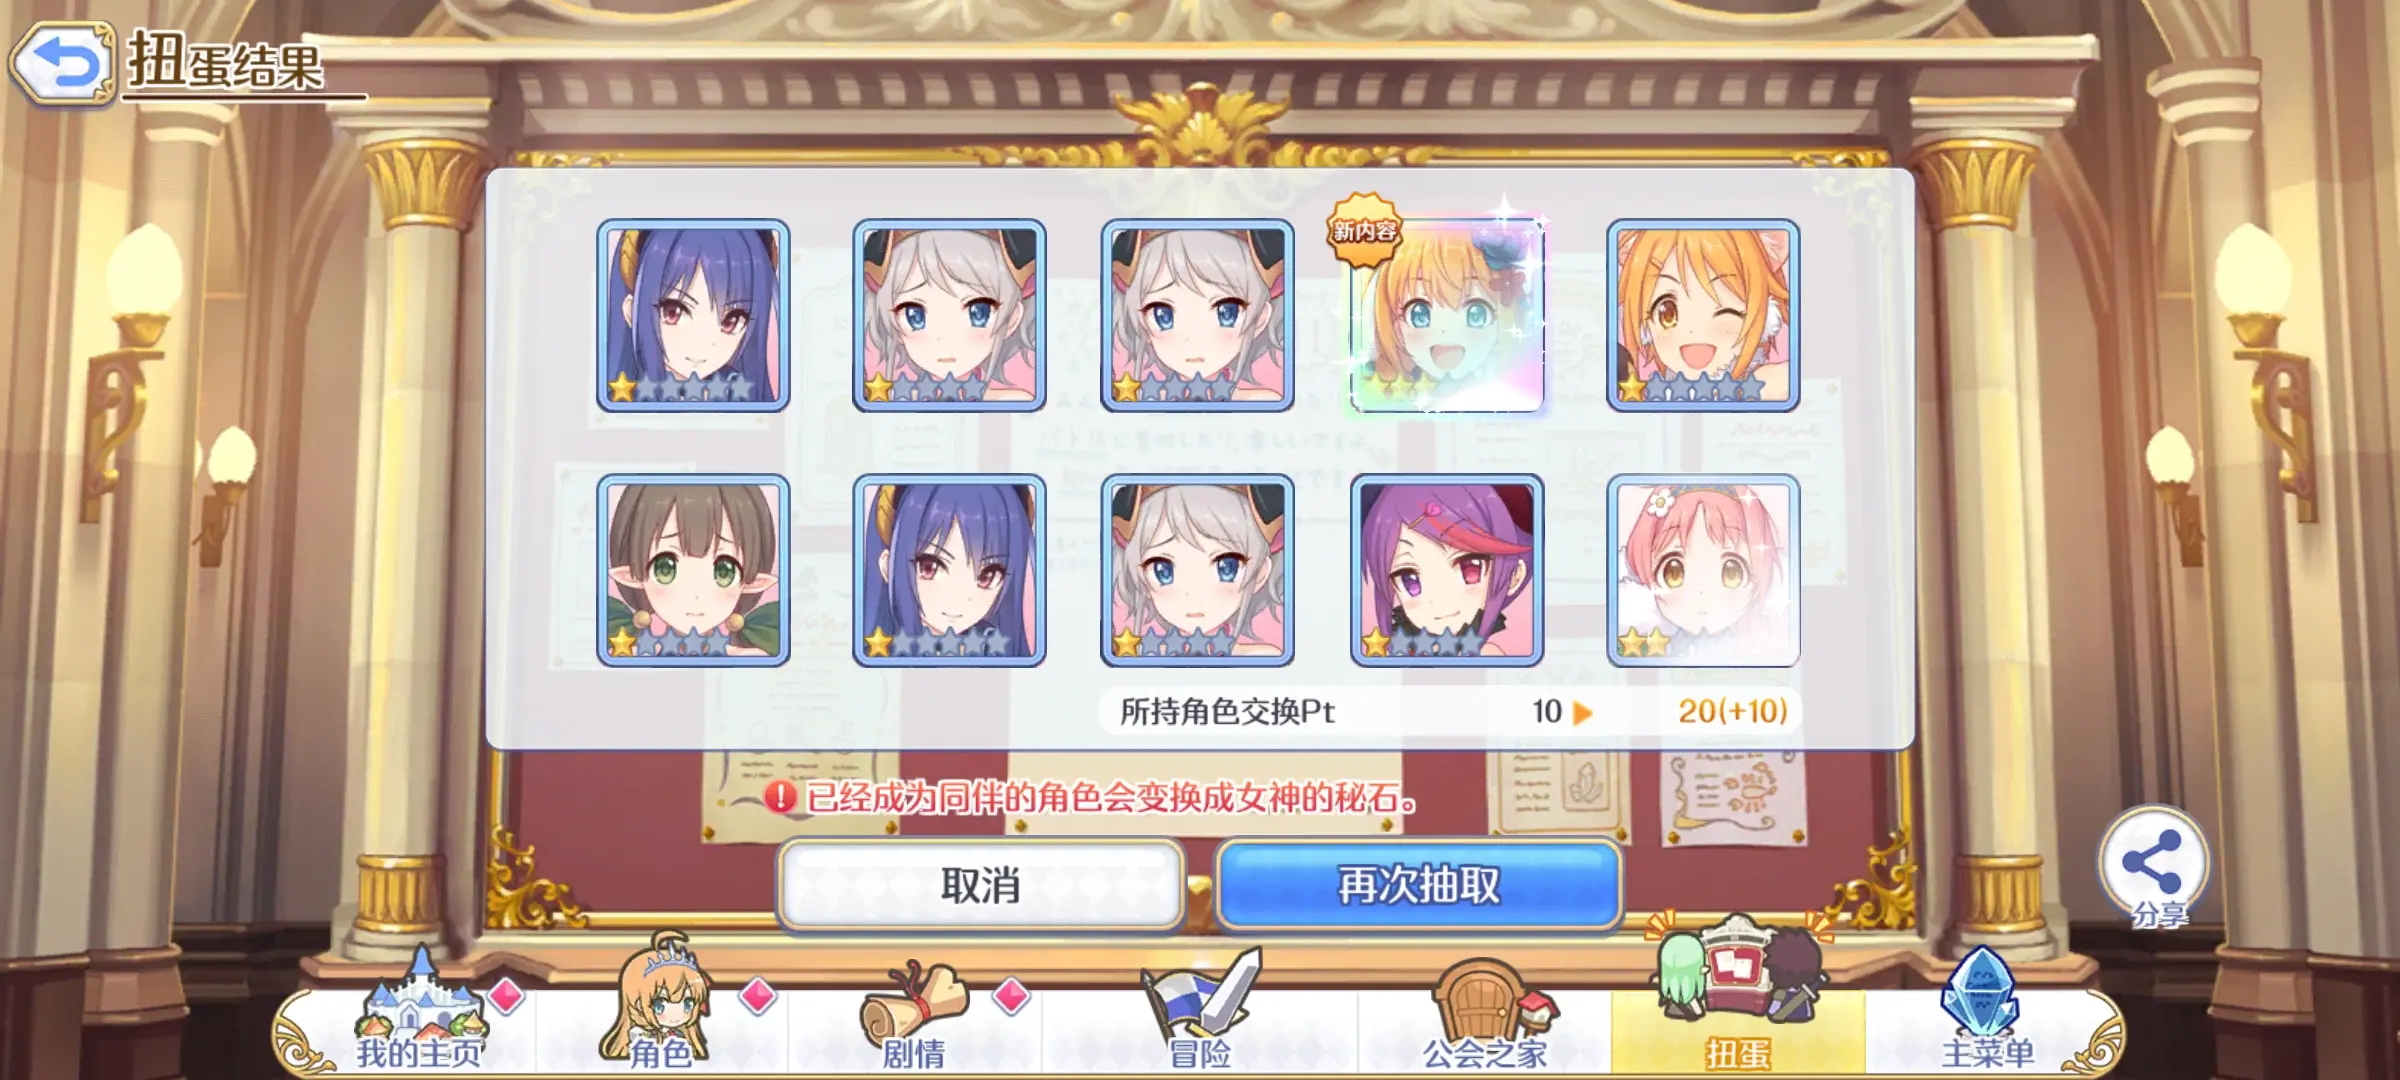 扭蛋结果
新内容
所持角色交换Pt 10 20(+10)
已经成为同伴的角色会变换成女神的秘石。
取消
再次抽取
分享
我的主页
角色
剧情
冒险
公会之家
扭蛋
主菜单